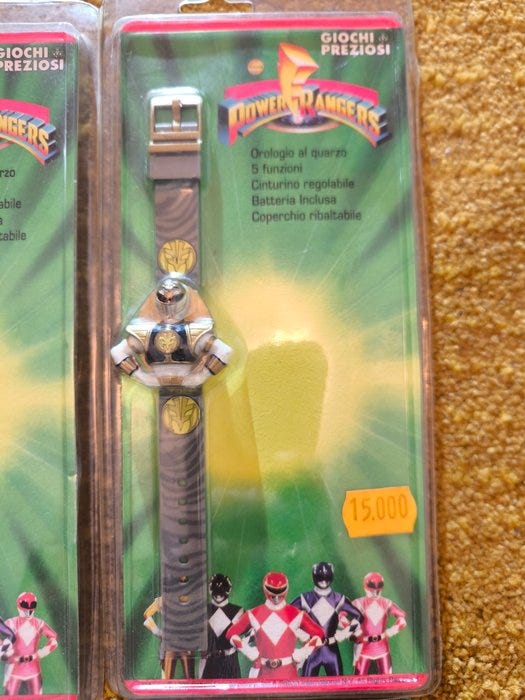 GIOCHI
PREZIOSI
NGERS
GIOCHI
PREZIOSI
POWER RANGERS
Orologio al quarzo
5 funzioni
Cinturino regolabile
Batteria Inclusa
Coperchio ribaltabile
15.000